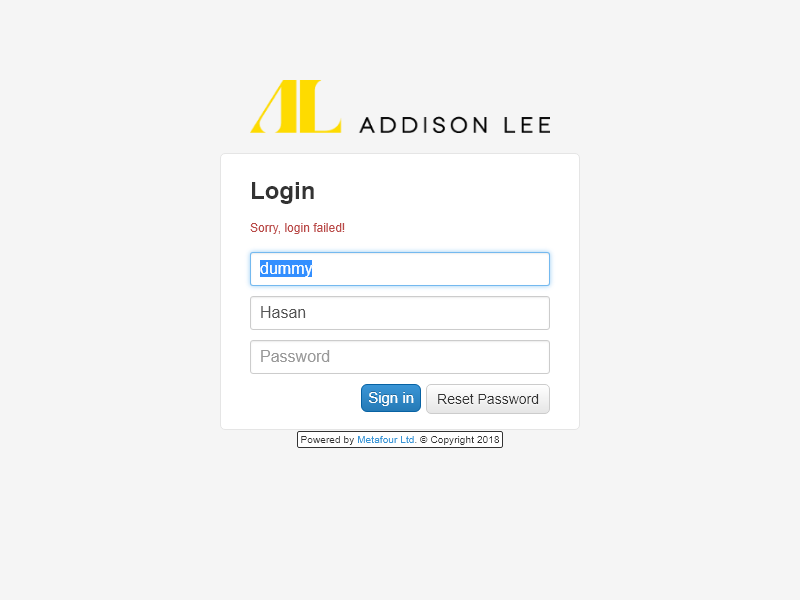 AL ADDISON LEE
Login
Sorry, login failed!
dummy
Hasan
Password
Sign in Reset Password
Powered by Metafour Ltd. © Copyright 2018